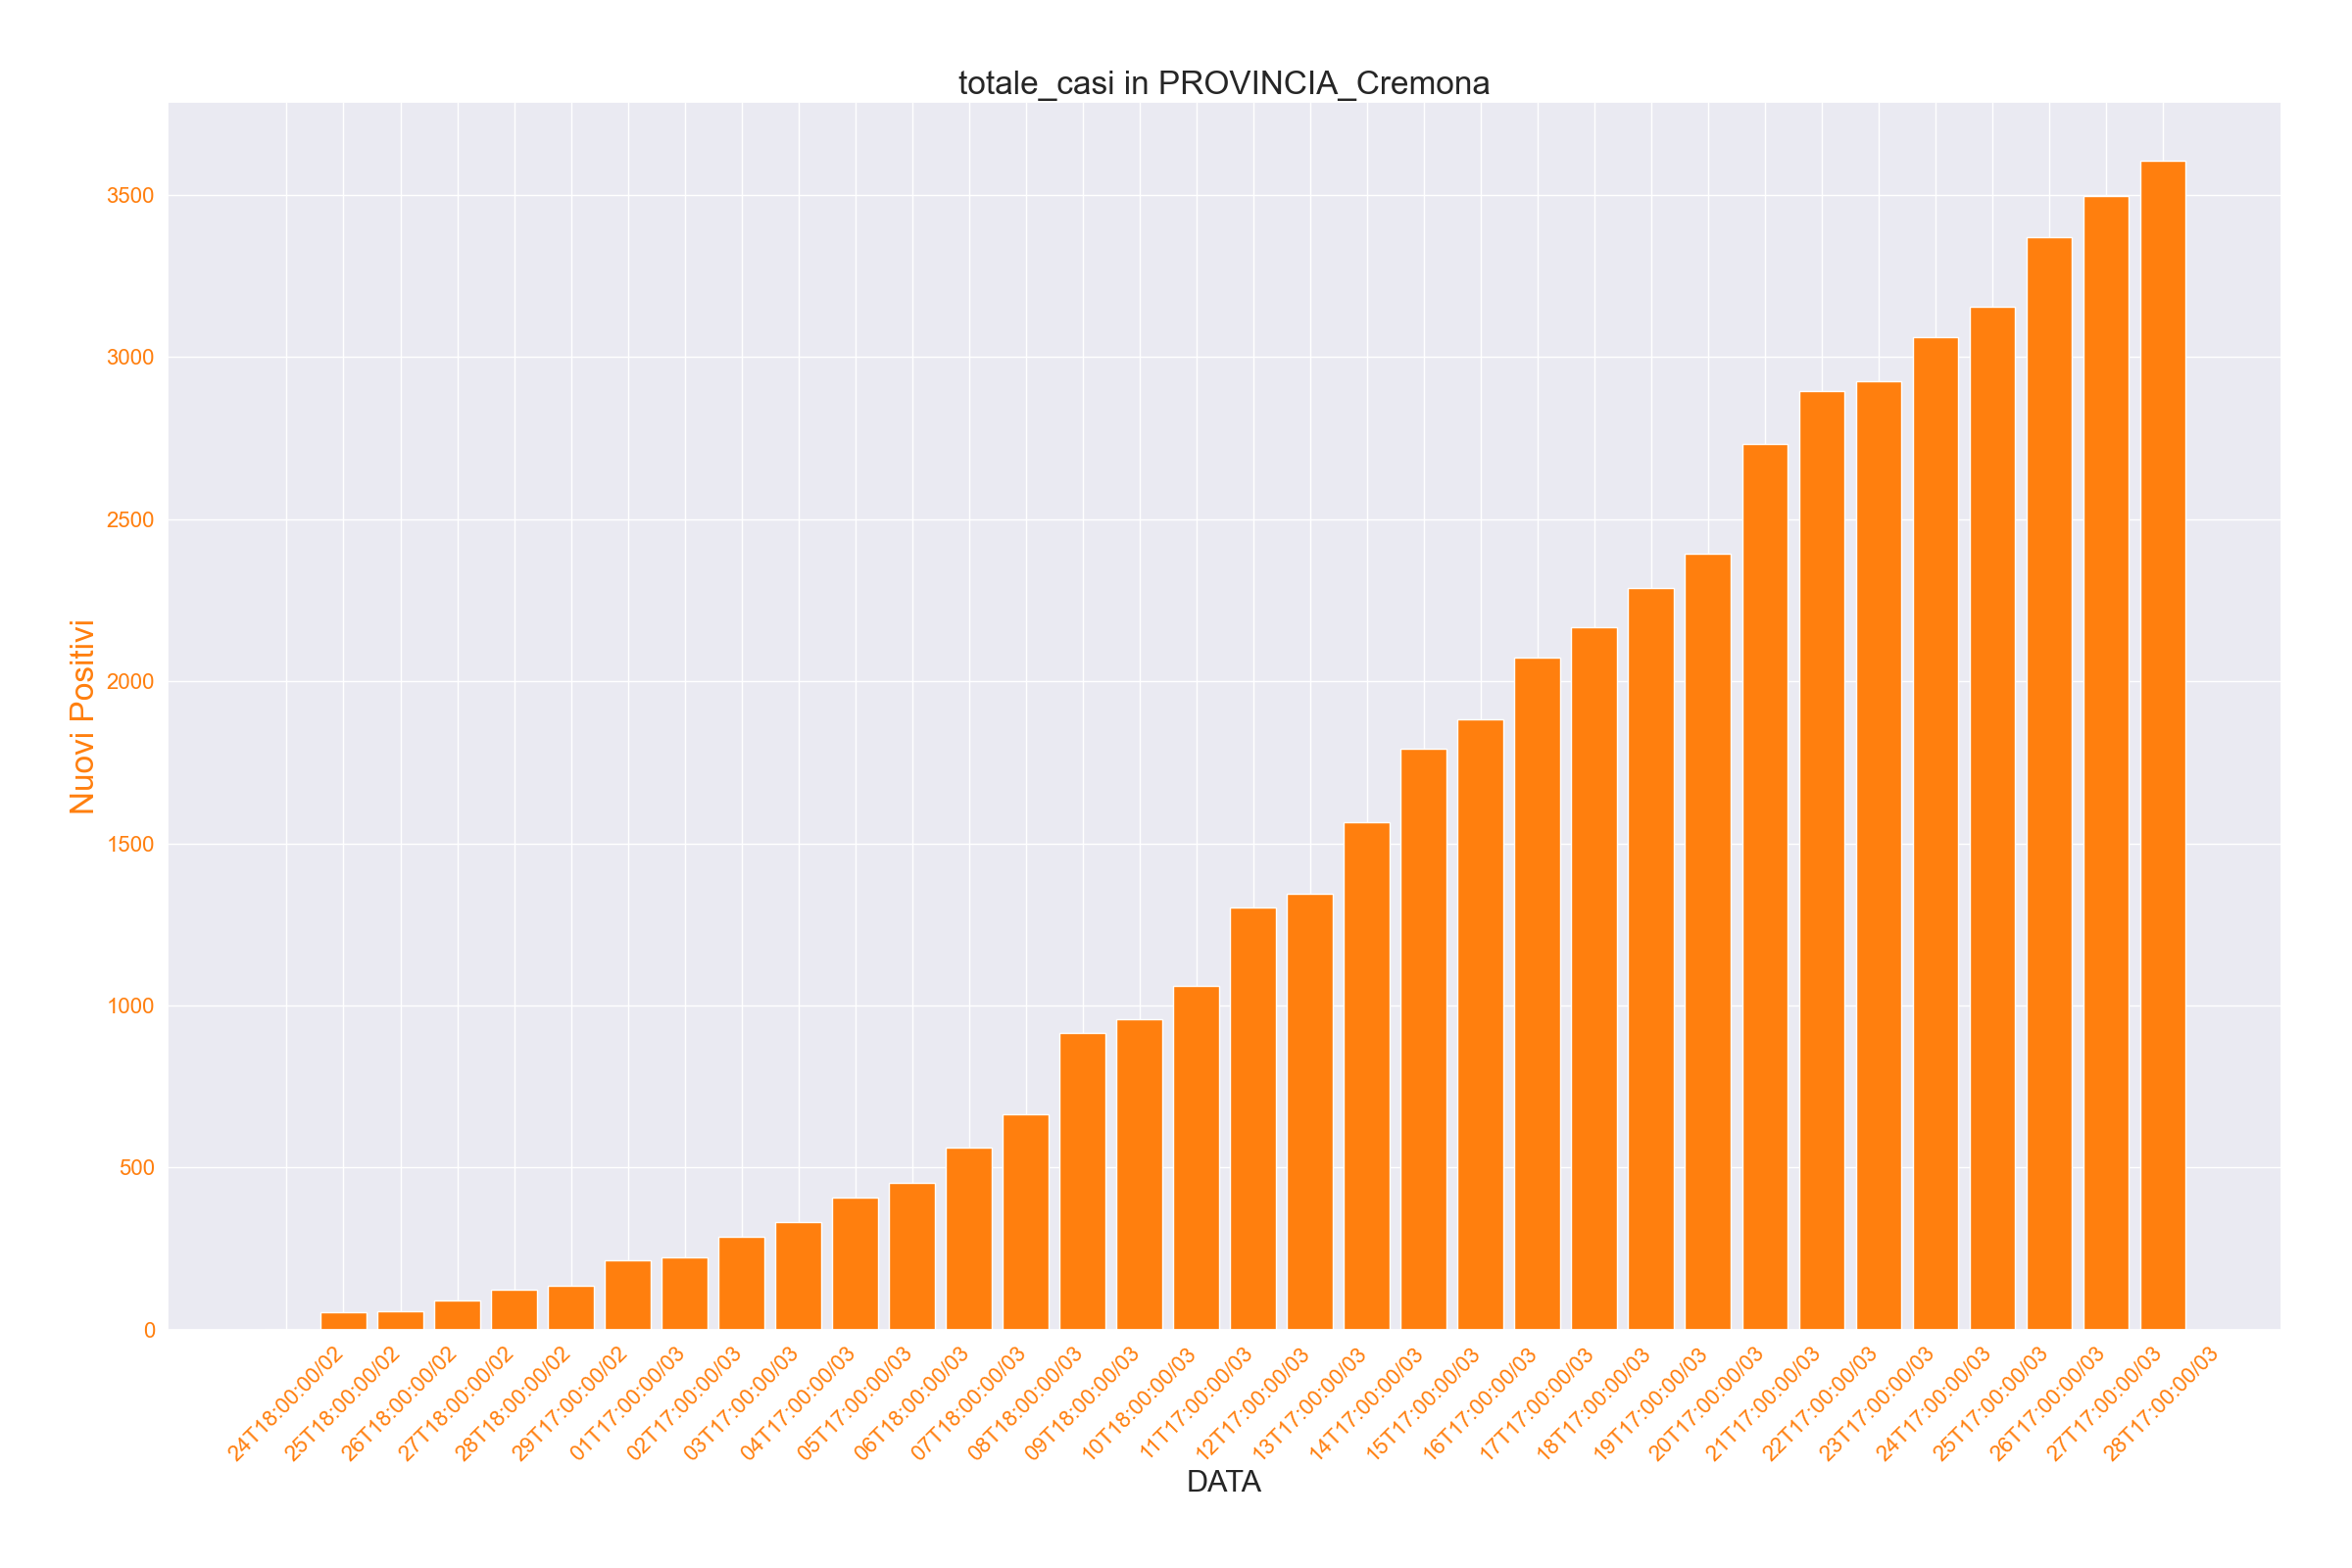 totale_casi in PROVINCIA_Cremona
Nuovi Positivi
3500
3000
2500
2000
1500
1000
500
0
24T18:00:00/02
25T18:00:00/02
26T18:00:00/02
27T18:00:00/02
28T18:00:00/02
29T17:00:00/02
01T17:00:00/03
02T17:00:00/03
03T17:00:00/03
04T17:00:00/03
05T17:00:00/03
06T18:00:00/03
07T18:00:00/03
08T18:00:00/03
09T18:00:00/03
10T18:00:00/03
11T17:00:00/03
12T17:00:00/03
13T17:00:00/03
14T17:00:00/03
15T17:00:00/03
16T17:00:00/03
17T17:00:00/03
18T17:00:00/03
19T17:00:00/03
20T17:00:00/03
21T17:00:00/03
22T17:00:00/03
23T17:00:00/03
24T17:00:00/03
25T17:00:00/03
26T17:00:00/03
27T17:00:00/03
28T17:00:00/03
DATA